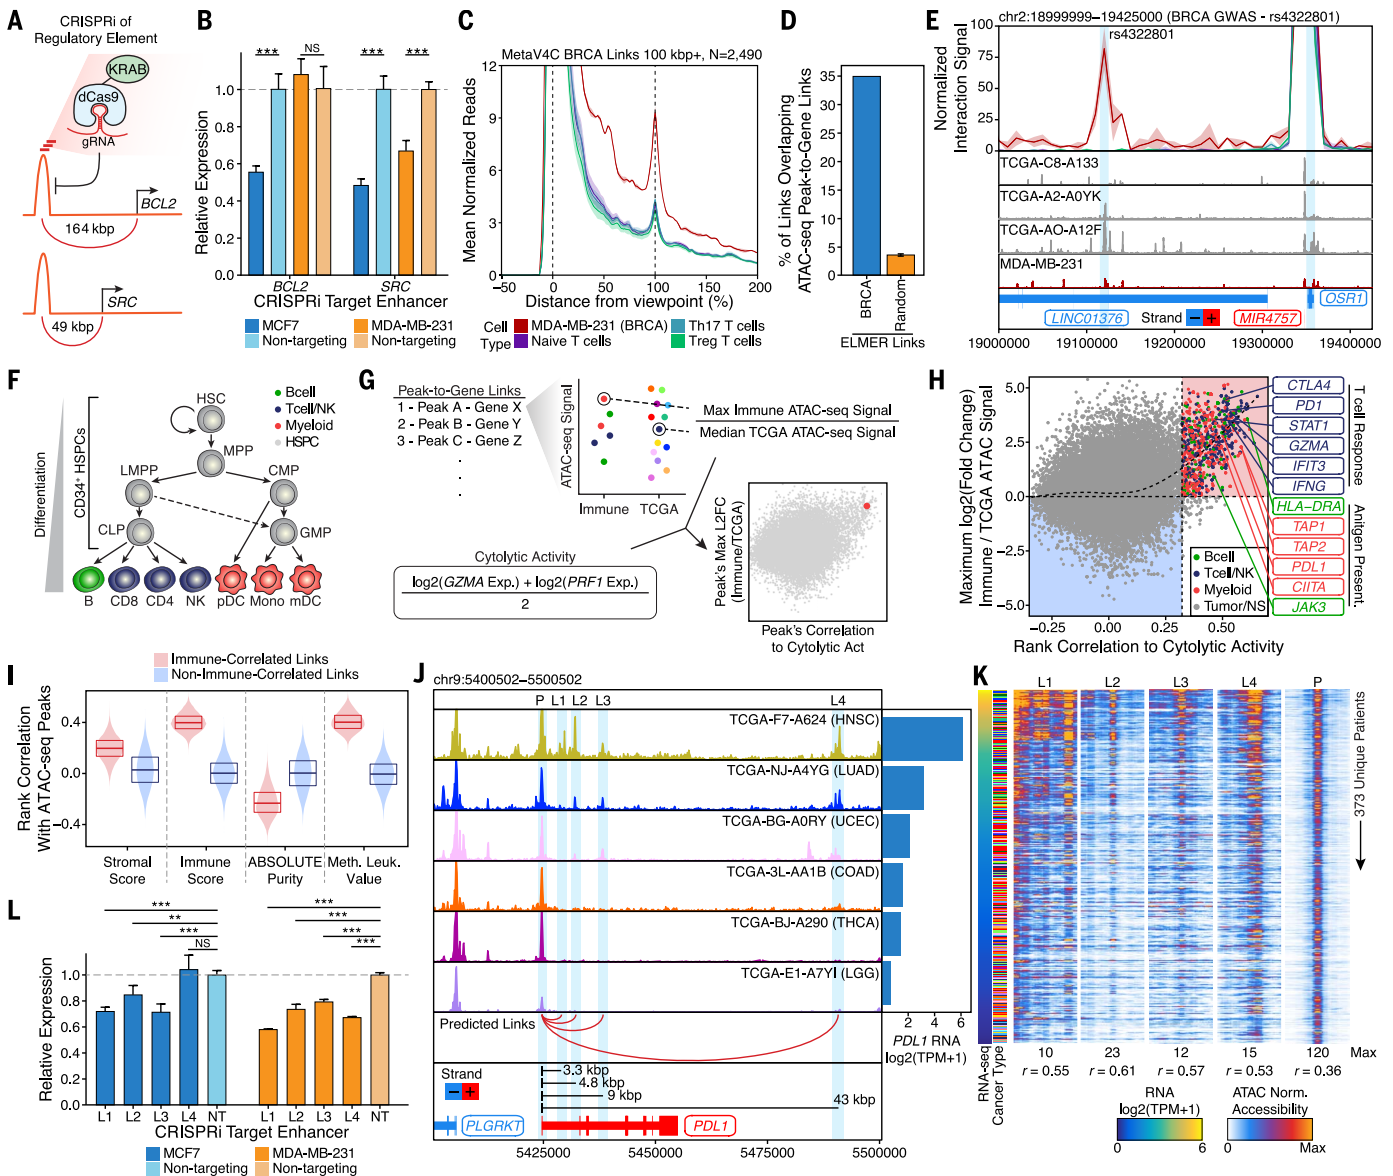 A
CRISPRi of
Regulatory Element
KRAB
dCas9
gRNA
BCL2
164 kbp
SRC
49 kbp
B
*** NS *** ***
Relative Expression
1.0
0.8
0.6
0.4
0.2
0.0
BCL2 SRC
CRISPRi Target Enhancer
MCF7 MDA-MB-231
Non-targeting Non-targeting
C
MetaV4C BRCA Links 100 kbp+, N=2,490
Mean Normalized Reads
12
9
6
3
0
−50 0 50 100 150 200
Distance from viewpoint (%)
Cell Type
MDA-MB-231 (BRCA) Th17 T cells
Naive T cells Treg T cells
D
% of Links Overlapping
ATAC-seq Peak-to-Gene Links
35
30
25
20
15
10
5
0
BRCA
Random
ELMER Links
E
chr2:18999999−19425000 (BRCA GWAS - rs4322801)
rs4322801
Normalized
Interaction Signal
100
75
50
25
0
TCGA-C8-A133
TCGA-A2-A0YK
TCGA-AO-A12F
MDA-MB-231
OSR1
LINC01376 Strand − + MIR4757
19000000 19100000 19200000 19300000 19400000
F
Differentiation
CD34+ HSPCs
HSC
MPP
LMPP CMP
CLP GMP
B CD8 CD4 NK pDC Mono mDC
Bcell
Tcell/NK
Myeloid
HSPC
G
Peak-to-Gene Links
1 - Peak A - Gene X
2 - Peak B - Gene Y
3 - Peak C - Gene Z
.
.
.
ATAC-seq Signal
Immune TCGA
Max Immune ATAC-seq Signal
Median TCGA ATAC-seq Signal
Cytolytic Activity
log2(GZMA Exp.) + log2(PRF1 Exp.)
2
Peak's Max L2FC
(Immune/TCGA)
Peak's Correlation
to Cytolytic Act
H
Maximum log2(Fold Change)
Immune / TCGA ATAC Signal
5.0
2.5
0.0
−2.5
−5.0
−0.25 0.00 0.25 0.50
Rank Correlation to Cytolytic Activity
Bcell
Tcell/NK
Myeloid
Tumor/NS
CTLA4
PD1
STAT1
GZMA
IFIT3
IFNG
HLA−DRA
TAP1
TAP2
PDL1
CIITA
JAK3
T cell Response
Anitigen Present.
I
Immune-Correlated Links
Non-Immune-Correlated Links
Rank Correlation
With ATAC-seq Peaks
0.4
0.0
−0.4
Stromal Score
Immune Score
ABSOLUTE Purity
Meth. Leuk. Value
J
chr9:5400502−5500502
P L1 L2 L3 L4
TCGA-F7-A624 (HNSC)
TCGA-NJ-A4YG (LUAD)
TCGA-BG-A0RY (UCEC)
TCGA-3L-AA1B (COAD)
TCGA-BJ-A290 (THCA)
TCGA-E1-A7YI (LGG)
Predicted Links
2 4 6
PDL1 RNA
log2(TPM+1)
Strand
− +
3.3 kbp
4.8 kbp
9 kbp
43 kbp
PLGRKT PDL1
5425000 5450000 5475000 5500000
K
L1 L2 L3 L4 P
373 Unique Patients
RNA-seq
Cancer Type
10 23 12 15 120 Max
r = 0.55 r = 0.61 r = 0.57 r = 0.53 r = 0.36
RNA
log2(TPM+1)
0 6
ATAC Norm.
Accessibility
0 Max
L
*** ***
** ***
*** ***
NS ***
Relative Expression
1.0
0.8
0.6
0.4
0.2
0.0
L1 L2 L3 L4 NT L1 L2 L3 L4 NT
CRISPRi Target Enhancer
MCF7 MDA-MB-231
Non-targeting Non-targeting